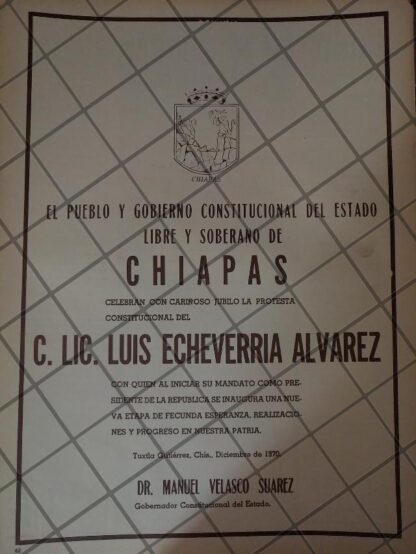 CHIAPAS
EL PUEBLO Y GOBIERNO CONSTITUCIONAL DEL ESTADO
LIBRE Y SOBERANO DE
CHIAPAS
CELEBRAN CON CARIÑOSO JUBILO LA PROTESTA
CONSTITUCIONAL DEL
C. LIC. LUIS ECHEVERRIA ALVAREZ
CON QUIEN AL INICIAR SU MANDATO COMO PRE-
SIDENTE DE LA REPUBLICA SE INAUGURA UNA NUE-
VA ETAPA DE FECUNDA ESPERANZA, REALIZACIO-
NES Y PROGRESO EN NUESTRA PATRIA.
Tuxtla Gutiérrez, Chis., Diciembre de 1970.
DR. MANUEL VELASCO SUAREZ
Gobernador Constitucional del Estado.
62